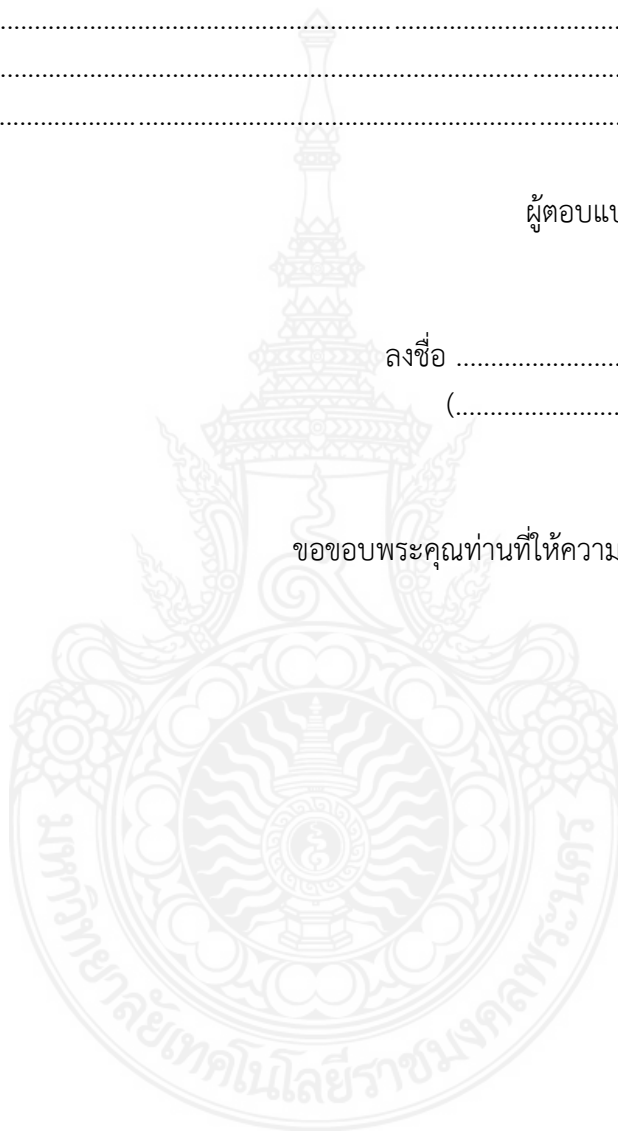 ........................................................................................................
........................................................................................................
........................................................................................................
ผู้ตอบแบ
ลงชื่อ ........................
(........................
ขอขอบพระคุณท่านที่ให้ความ
มหาวิทยาลัยเทคโนโลยีราชมงคลพระนคร